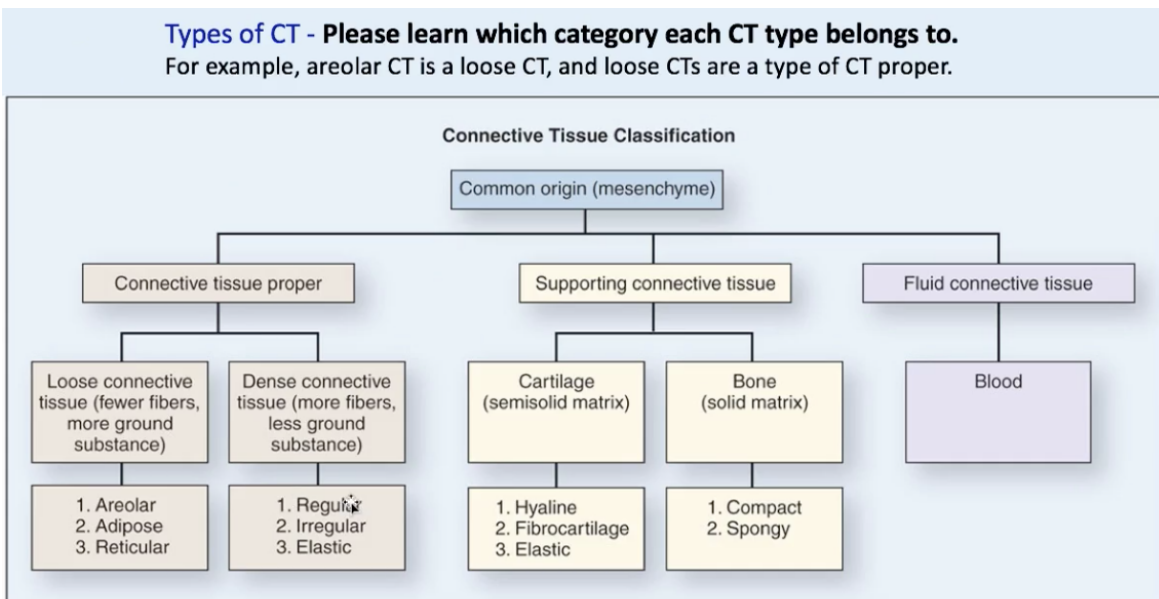 Types of CT - Please learn which category each CT type belongs to.
For example, areolar CT is a loose CT, and loose CTs are a type of CT proper.
Connective Tissue Classification
Common origin (mesenchyme)
Connective tissue proper
Supporting connective tissue
Fluid connective tissue
Loose connective
tissue (fewer fibers,
more ground
substance)
Dense connective
tissue (more fibers,
less ground
substance)
Cartilage
(semisolid matrix)
Bone
(solid matrix)
Blood
1. Areolar
2. Adipose
3. Reticular
1. Regular
2. Irregular
3. Elastic
1. Hyaline
2. Fibrocartilage
3. Elastic
1. Compact
2. Spongy